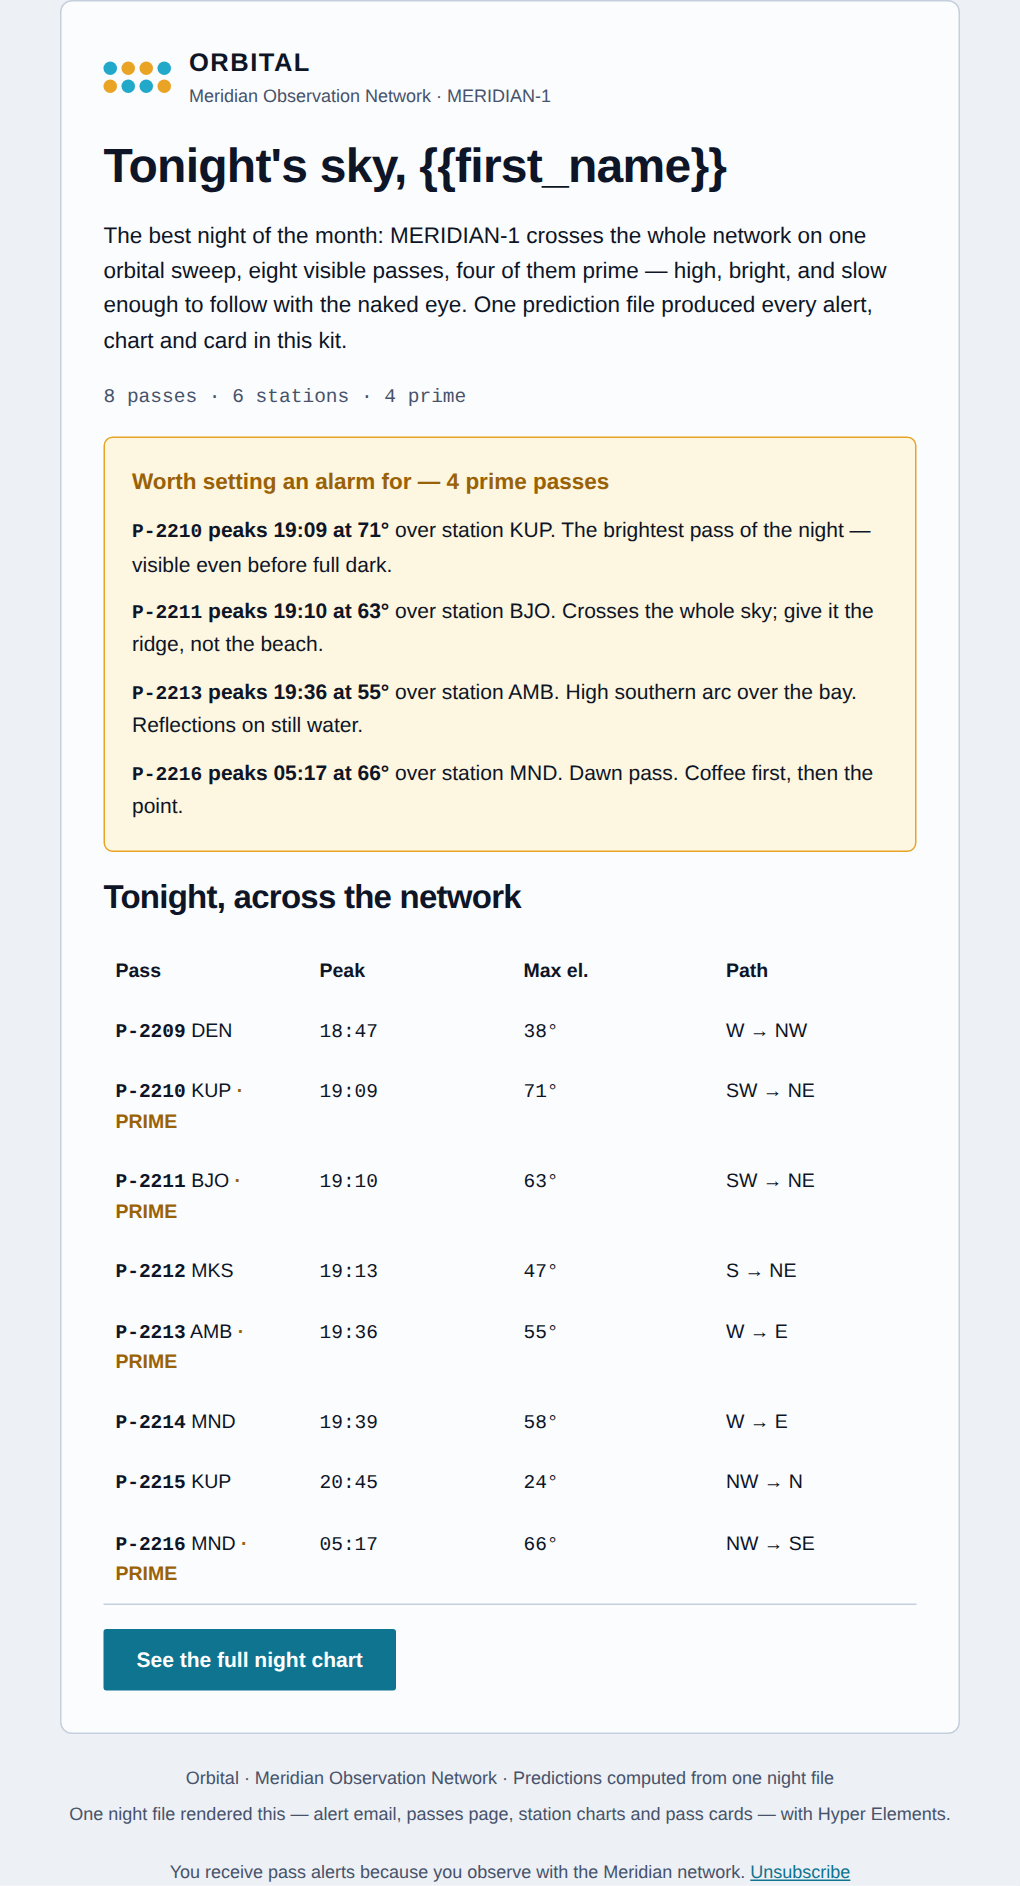 ORBITAL
Meridian Observation Network · MERIDIAN-1
Tonight's sky, {{first_name}}
The best night of the month: MERIDIAN-1 crosses the whole network on one
orbital sweep, eight visible passes, four of them prime — high, bright, and slow
enough to follow with the naked eye. One prediction file produced every alert,
chart and card in this kit.
8 passes · 6 stations · 4 prime
Worth setting an alarm for — 4 prime passes
P-2210 peaks 19:09 at 71° over station KUP. The brightest pass of the night —
visible even before full dark.
P-2211 peaks 19:10 at 63° over station BJO. Crosses the whole sky; give it the
ridge, not the beach.
P-2213 peaks 19:36 at 55° over station AMB. High southern arc over the bay.
Reflections on still water.
P-2216 peaks 05:17 at 66° over station MND. Dawn pass. Coffee first, then the
point.
Tonight, across the network
Pass Peak Max el. Path
P-2209 DEN 18:47 38° W → NW
P-2210 KUP · 19:09 71° SW → NE
PRIME
P-2211 BJO · 19:10 63° SW → NE
PRIME
P-2212 MKS 19:13 47° S → NE
P-2213 AMB · 19:36 55° W → E
PRIME
P-2214 MND 19:39 58° W → E
P-2215 KUP 20:45 24° NW → N
P-2216 MND · 05:17 66° NW → SE
PRIME
See the full night chart
Orbital · Meridian Observation Network · Predictions computed from one night file
One night file rendered this — alert email, passes page, station charts and pass cards — with Hyper Elements.
You receive pass alerts because you observe with the Meridian network. Unsubscribe